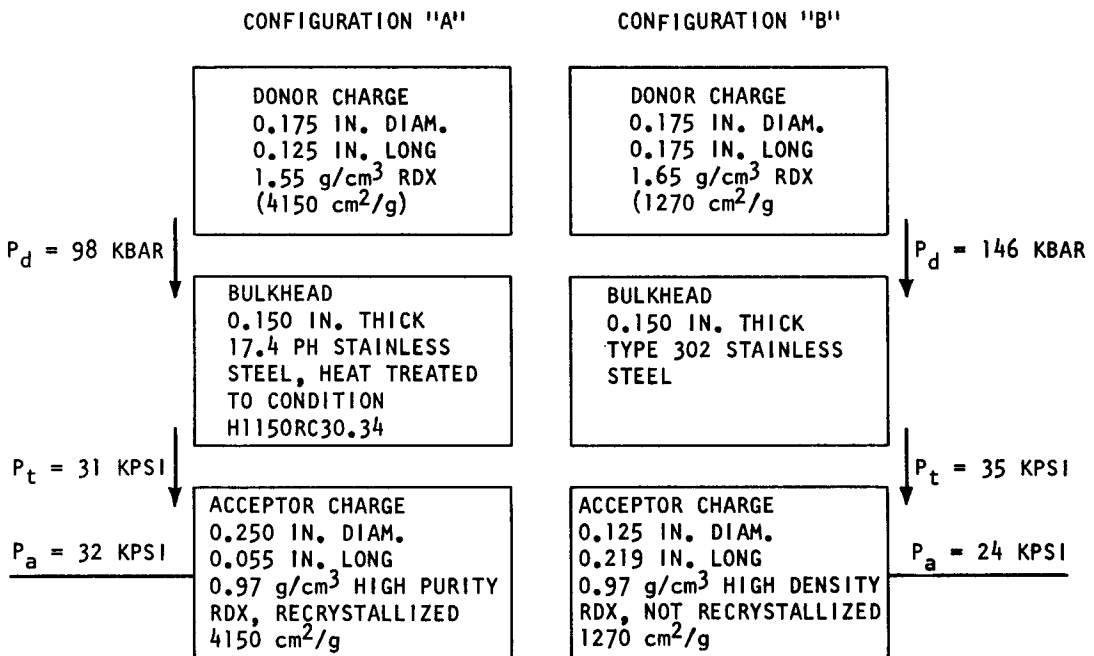 CONFIGURATION "A"
CONFIGURATION "B"
DONOR CHARGE
0.175 IN. DIAM.
0.125 IN. LONG
1.55 g/cm3 RDX
(4150 cm2/g)
DONOR CHARGE
0.175 IN. DIAM.
0.175 IN. LONG
1.65 g/cm3 RDX
(1270 cm2/g
Pd = 98 KBAR
Pd = 146 KBAR
BULKHEAD
0.150 IN. THICK
17.4 PH STAINLESS
STEEL, HEAT TREATED
TO CONDITION
H1150RC30.34
BULKHEAD
0.150 IN. THICK
TYPE 302 STAINLESS
STEEL
Pt = 31 KPSI
Pt = 35 KPSI
ACCEPTOR CHARGE
0.250 IN. DIAM.
0.055 IN. LONG
0.97 g/cm3 HIGH PURITY
RDX, RECRYSTALLIZED
4150 cm2/g
ACCEPTOR CHARGE
0.125 IN. DIAM.
0.219 IN. LONG
0.97 g/cm3 HIGH DENSITY
RDX, NOT RECRYSTALLIZED
1270 cm2/g
Pa = 32 KPSI
Pa = 24 KPSI